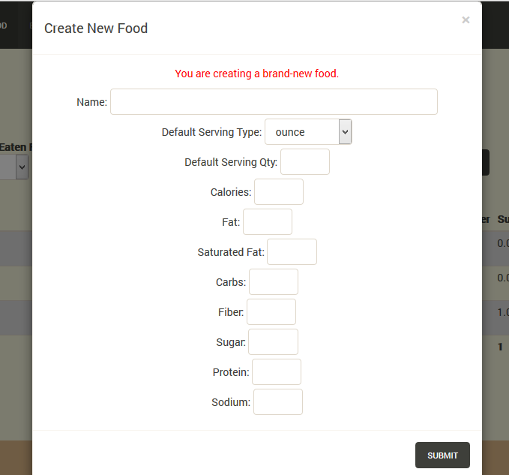 Create New Food
×
OD
You are creating a brand-new food.
Name:
Default Serving Type: ounce
Eaten
Default Serving Qty:
Calories:
Fat:
er Su
Saturated Fat:
0.0
Carbs:
0.0
Fiber:
1.0
Sugar:
1
Protein:
Sodium:
SUBMIT